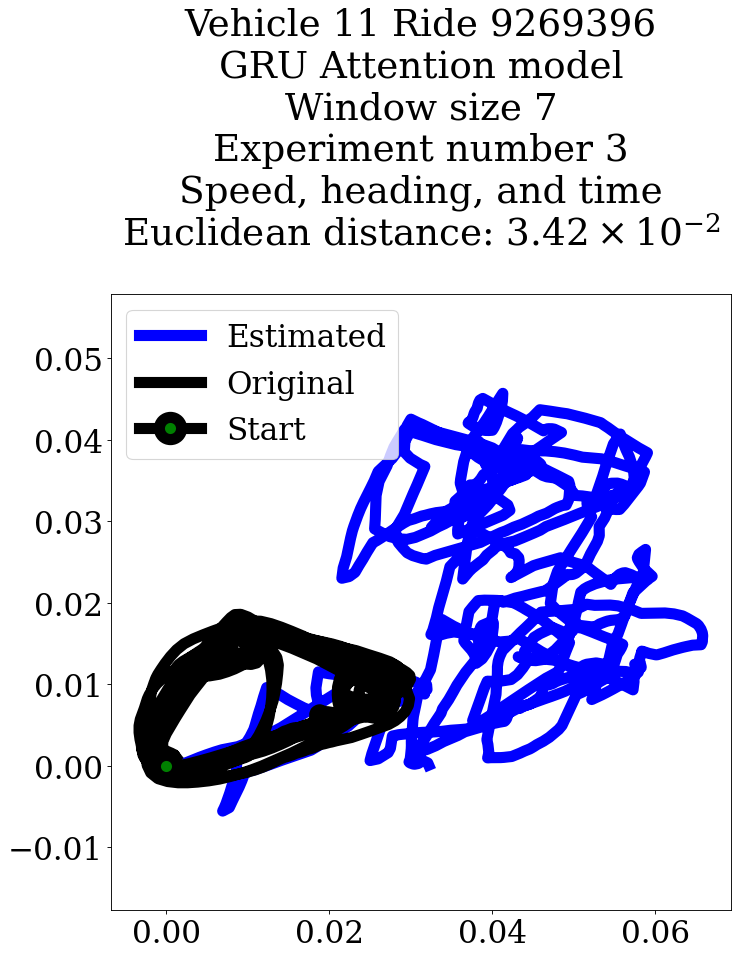 Vehicle 11 Ride 9269396
GRU Attention model
Window size 7
Experiment number 3
Speed, heading, and time
Euclidean distance: 3.42 × 10⁻²
Estimated
Original
Start
0.05
0.04
0.03
0.02
0.01
0.00
−0.01
0.00 0.02 0.04 0.06